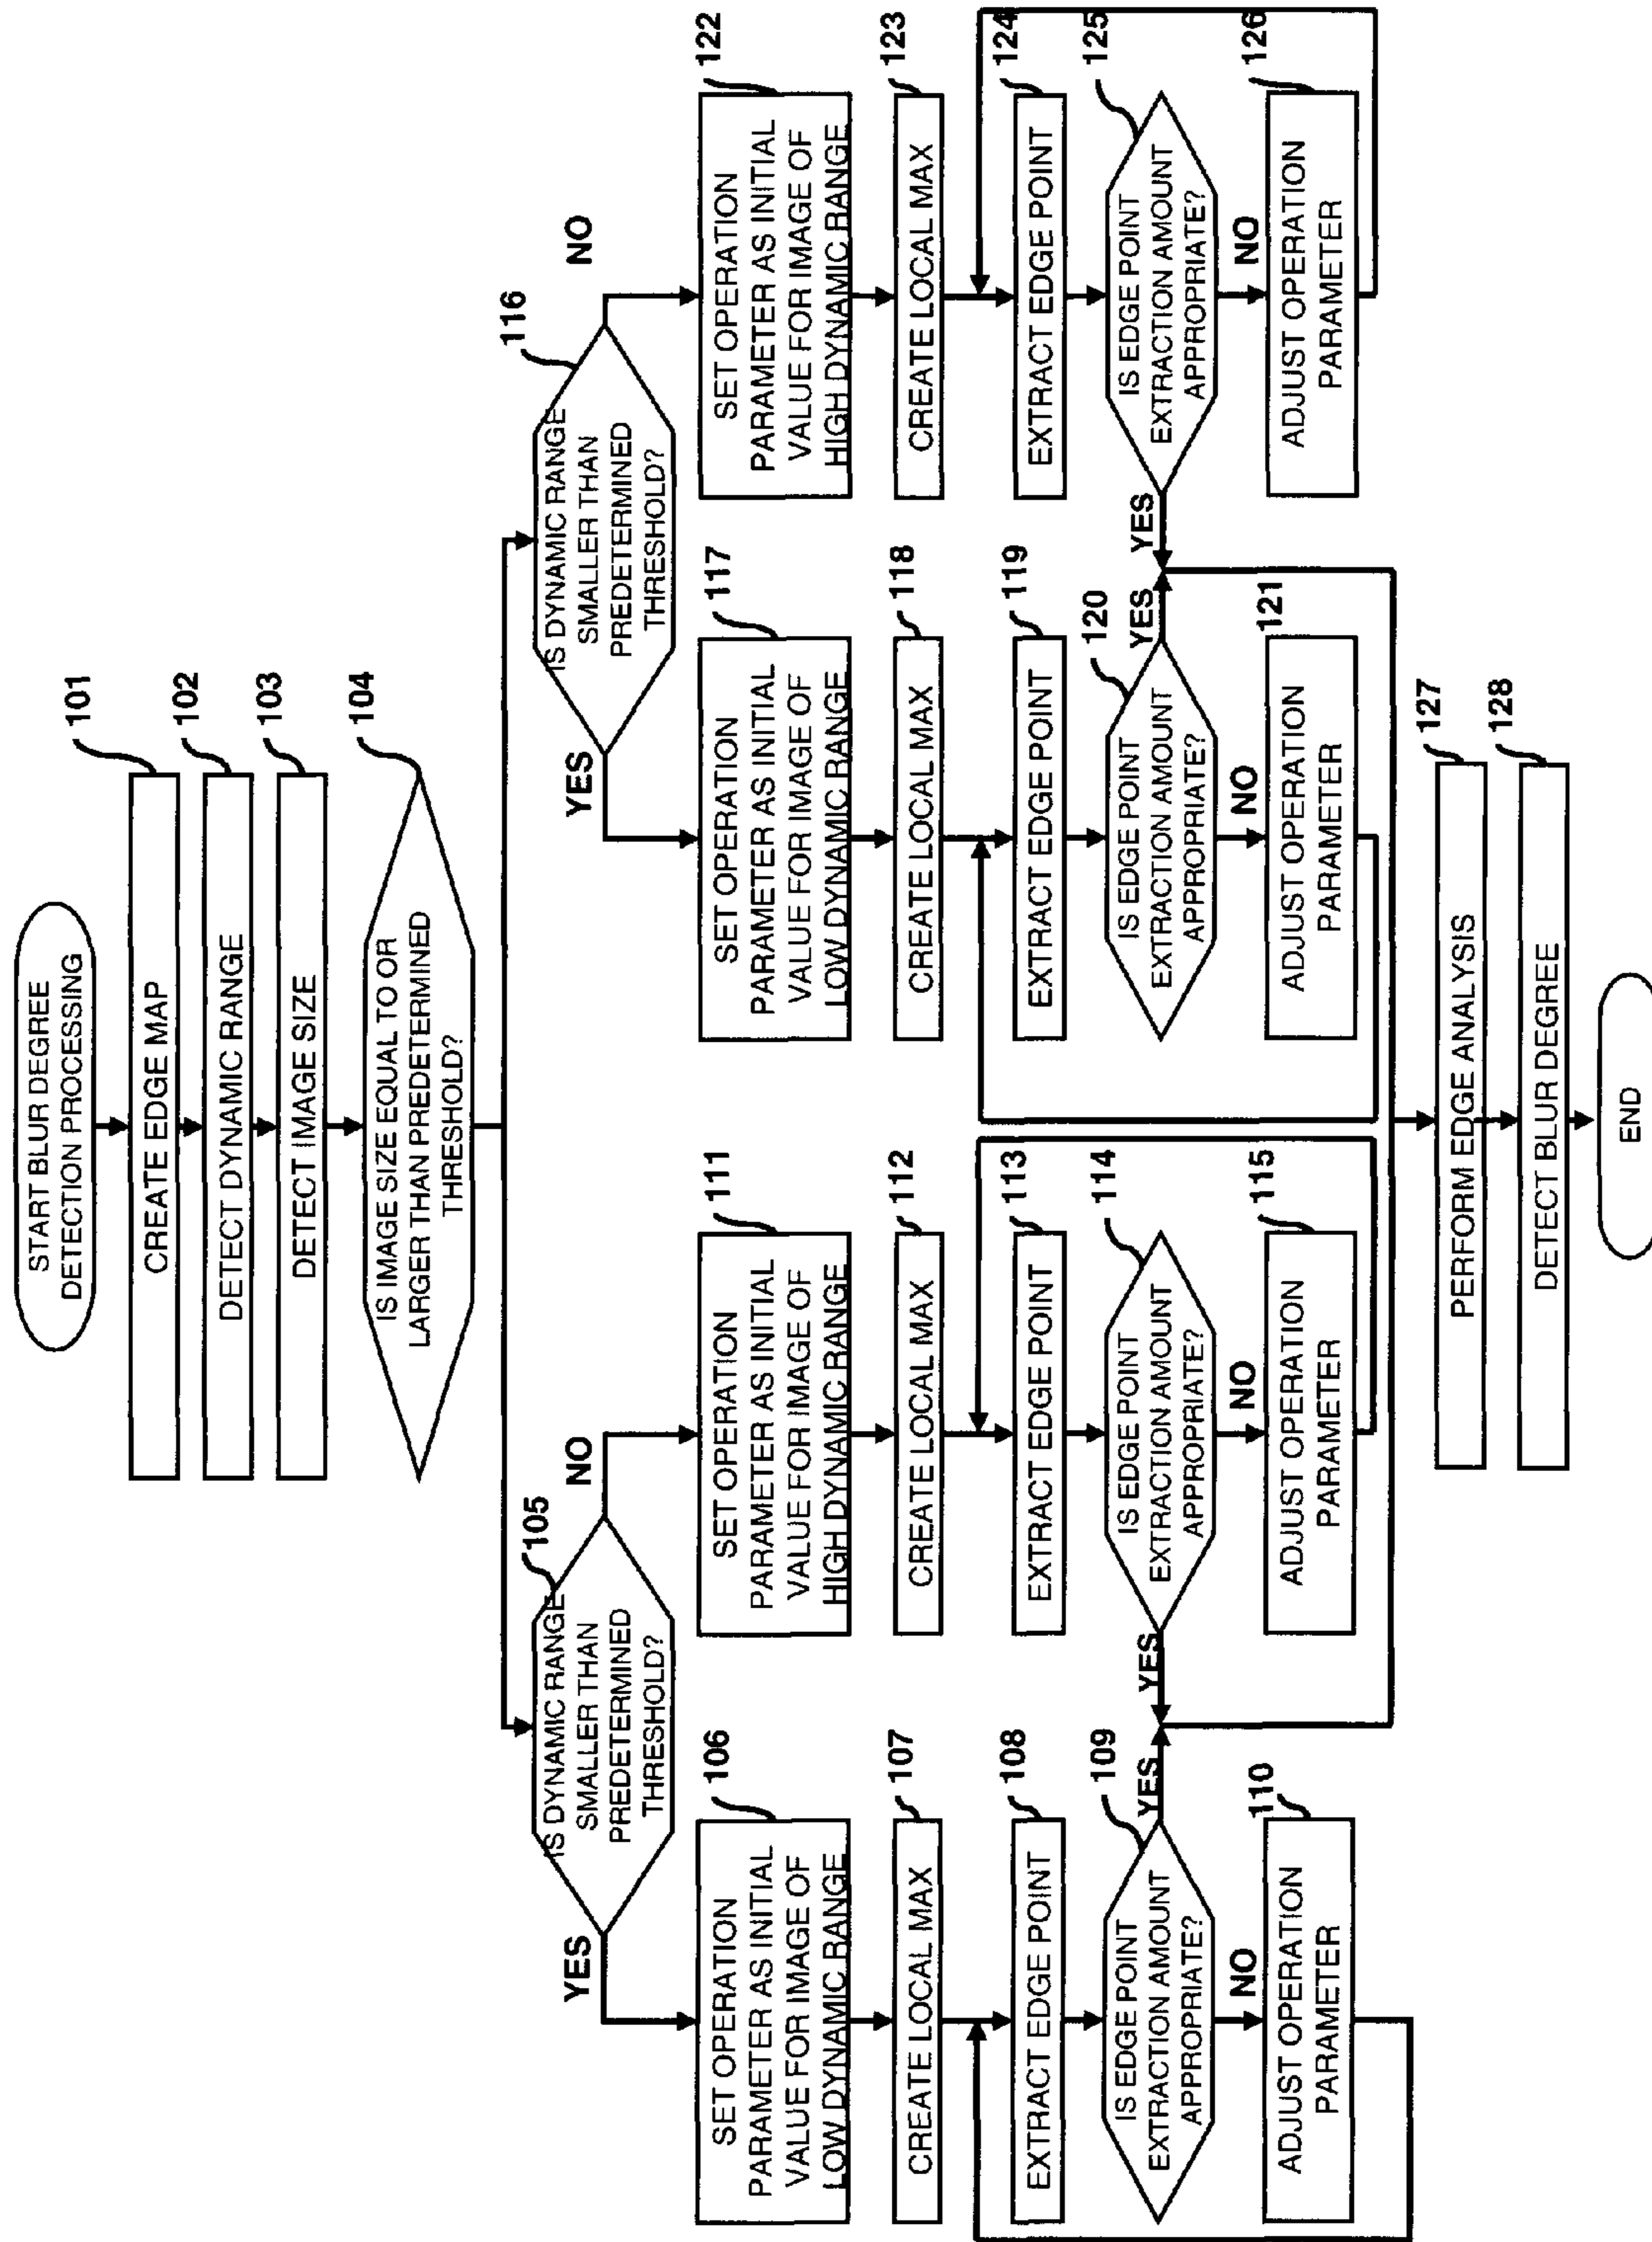 START BLUR DEGREE
DETECTION PROCESSING
101
CREATE EDGE MAP
102
DETECT DYNAMIC RANGE
103
DETECT IMAGE SIZE
104
IS IMAGE SIZE EQUAL TO OR
LARGER THAN PREDETERMINED
THRESHOLD?
105
IS DYNAMIC RANGE
SMALLER THAN
PREDETERMINED
THRESHOLD?
YES
NO
106
SET OPERATION
PARAMETER AS INITIAL
VALUE FOR IMAGE OF
LOW DYNAMIC RANGE
107
CREATE LOCAL MAX
108
EXTRACT EDGE POINT
109
IS EDGE POINT
EXTRACTION AMOUNT
APPROPRIATE?
YES
NO
110
ADJUST OPERATION
PARAMETER
111
SET OPERATION
PARAMETER AS INITIAL
VALUE FOR IMAGE OF
HIGH DYNAMIC RANGE
112
CREATE LOCAL MAX
113
EXTRACT EDGE POINT
114
IS EDGE POINT
EXTRACTION AMOUNT
APPROPRIATE?
YES
NO
115
ADJUST OPERATION
PARAMETER
116
IS DYNAMIC RANGE
SMALLER THAN
PREDETERMINED
THRESHOLD?
YES
NO
117
SET OPERATION
PARAMETER AS INITIAL
VALUE FOR IMAGE OF
LOW DYNAMIC RANGE
118
CREATE LOCAL MAX
119
EXTRACT EDGE POINT
120
IS EDGE POINT
EXTRACTION AMOUNT
APPROPRIATE?
YES
NO
121
ADJUST OPERATION
PARAMETER
122
SET OPERATION
PARAMETER AS INITIAL
VALUE FOR IMAGE OF
HIGH DYNAMIC RANGE
123
CREATE LOCAL MAX
124
EXTRACT EDGE POINT
125
IS EDGE POINT
EXTRACTION AMOUNT
APPROPRIATE?
YES
NO
126
ADJUST OPERATION
PARAMETER
127
PERFORM EDGE ANALYSIS
128
DETECT BLUR DEGREE
END